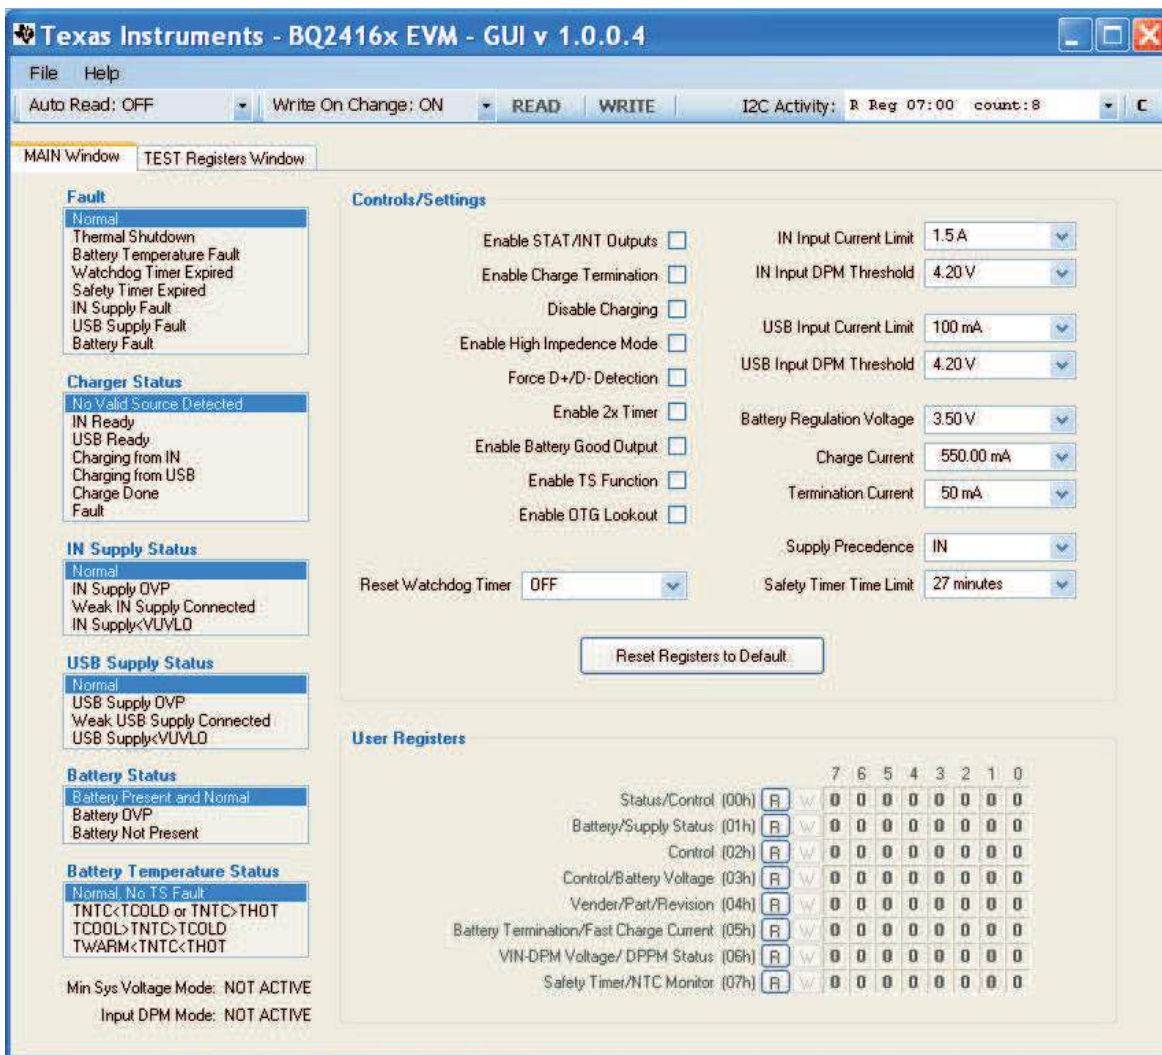 Texas Instruments - BQ2416x EVM - GUI v 1.0.0.4
File Help
Auto Read: OFF Write On Change: ON READ WRITE I2C Activity: R Reg 07:00 count:8 C
MAIN Window TEST Registers Window
Fault
Normal
Thermal Shutdown
Battery Temperature Fault
Watchdog Timer Expired
Safety Timer Expired
IN Supply Fault
USB Supply Fault
Battery Fault
Charger Status
No Valid Source Detected
IN Ready
USB Ready
Charging from IN
Charging from USB
Charge Done
Fault
IN Supply Status
Normal
IN Supply OVP
Weak IN Supply Connected
IN Supply<VUVLO
USB Supply Status
Normal
USB Supply OVP
Weak USB Supply Connected
USB Supply<VUVLO
Battery Status
Battery Present and Normal
Battery OVP
Battery Not Present
Battery Temperature Status
Normal, No TS Fault
TNTC<TCOLD or TNTC>THOT
TCOOL>TNTC>TCOLD
TWARM<TNTC<THOT
Min Sys Voltage Mode: NOT ACTIVE
Input DPM Mode: NOT ACTIVE
Controls/Settings
Enable STAT/INT Outputs
Enable Charge Termination
Disable Charging
Enable High Impedence Mode
Force D+/D- Detection
Enable 2x Timer
Enable Battery Good Output
Enable TS Function
Enable OTG Lookout
Reset Watchdog Timer OFF
IN Input Current Limit 1.5 A
IN Input DPM Threshold 4.20 V
USB Input Current Limit 100 mA
USB Input DPM Threshold 4.20 V
Battery Regulation Voltage 3.50 V
Charge Current 550.00 mA
Termination Current 50 mA
Supply Precedence IN
Safety Timer Time Limit 27 minutes
Reset Registers to Default
User Registers
7 6 5 4 3 2 1 0
Status/Control (00h) R W 0 0 0 0 0 0 0 0
Battery/Supply Status (01h) R W 0 0 0 0 0 0 0 0
Control (02h) R W 0 0 0 0 0 0 0 0
Control/Battery Voltage (03h) R W 0 0 0 0 0 0 0 0
Vender/Part/Revision (04h) R W 0 0 0 0 0 0 0 0
Battery Termination/Fast Charge Current (05h) R W 0 0 0 0 0 0 0 0
VIN-DPM Voltage/ DPPM Status (06h) R W 0 0 0 0 0 0 0 0
Safety Timer/NTC Monitor (07h) R W 0 0 0 0 0 0 0 0